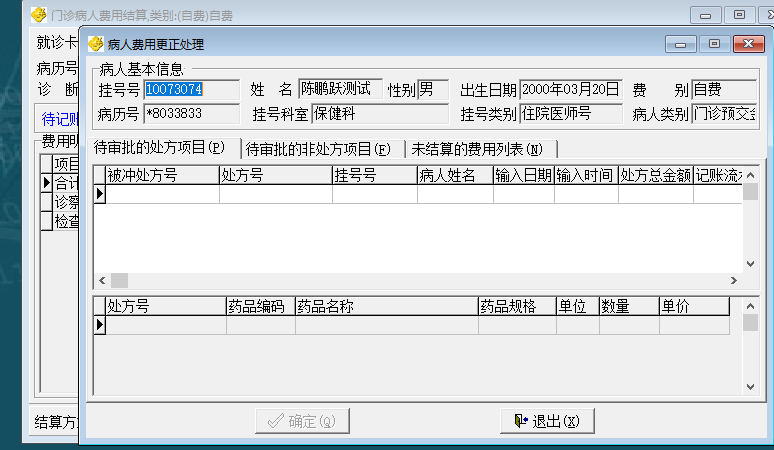 门诊病人费用结算,类别:(自费)自费
病人费用更正处理
就诊卡
病历号
诊 断
待记账
费用明
项目
合计
诊察
检查
结算方
病人基本信息
挂号号 10073074 姓 名 陈鹏跃测试 性别 男 出生日期 2000年03月20日 费 别 自费
病历号 *8033833 挂号科室 保健科 挂号类别 住院医师号 病人类别 门诊预交金
待审批的处方项目(P) 待审批的非处方项目(F) 未结算的费用列表(N)
被冲处方号 处方号 挂号号 病人姓名 输入日期 输入时间 处方总金额 记账流水
处方号 药品编码 药品名称 药品规格 单位 数量 单价
确定(Q) 退出(X)